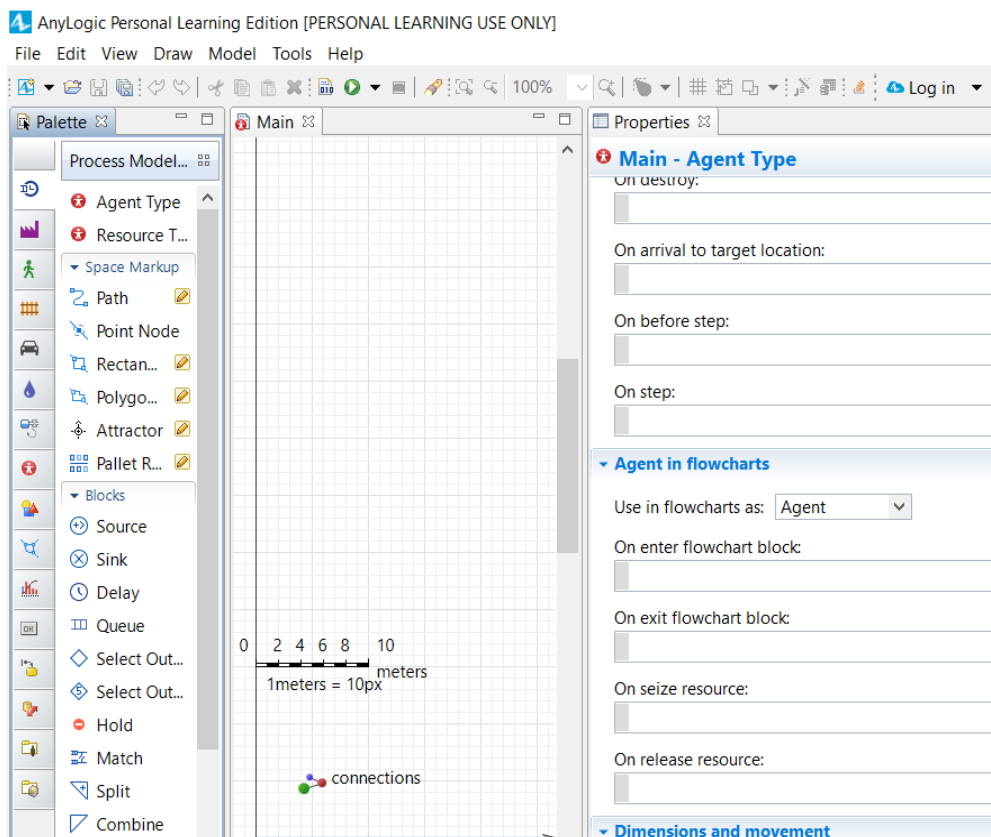 AnyLogic Personal Learning Edition [PERSONAL LEARNING USE ONLY]
File Edit View Draw Model Tools Help
100%
Log in
Palette
Main
Properties
Process Model...
Main - Agent Type
Agent Type
Resource T...
Space Markup
Path
Point Node
Rectan...
Polygo...
Attractor
Pallet R...
Blocks
Source
Sink
Delay
Queue
Select Out...
Select Out...
Hold
Match
Split
Combine
OK
0 2 4 6 8 10
meters
1meters = 10px
connections
On destroy:
On arrival to target location:
On before step:
On step:
Agent in flowcharts
Use in flowcharts as: Agent
On enter flowchart block:
On exit flowchart block:
On seize resource:
On release resource:
Dimensions and movement